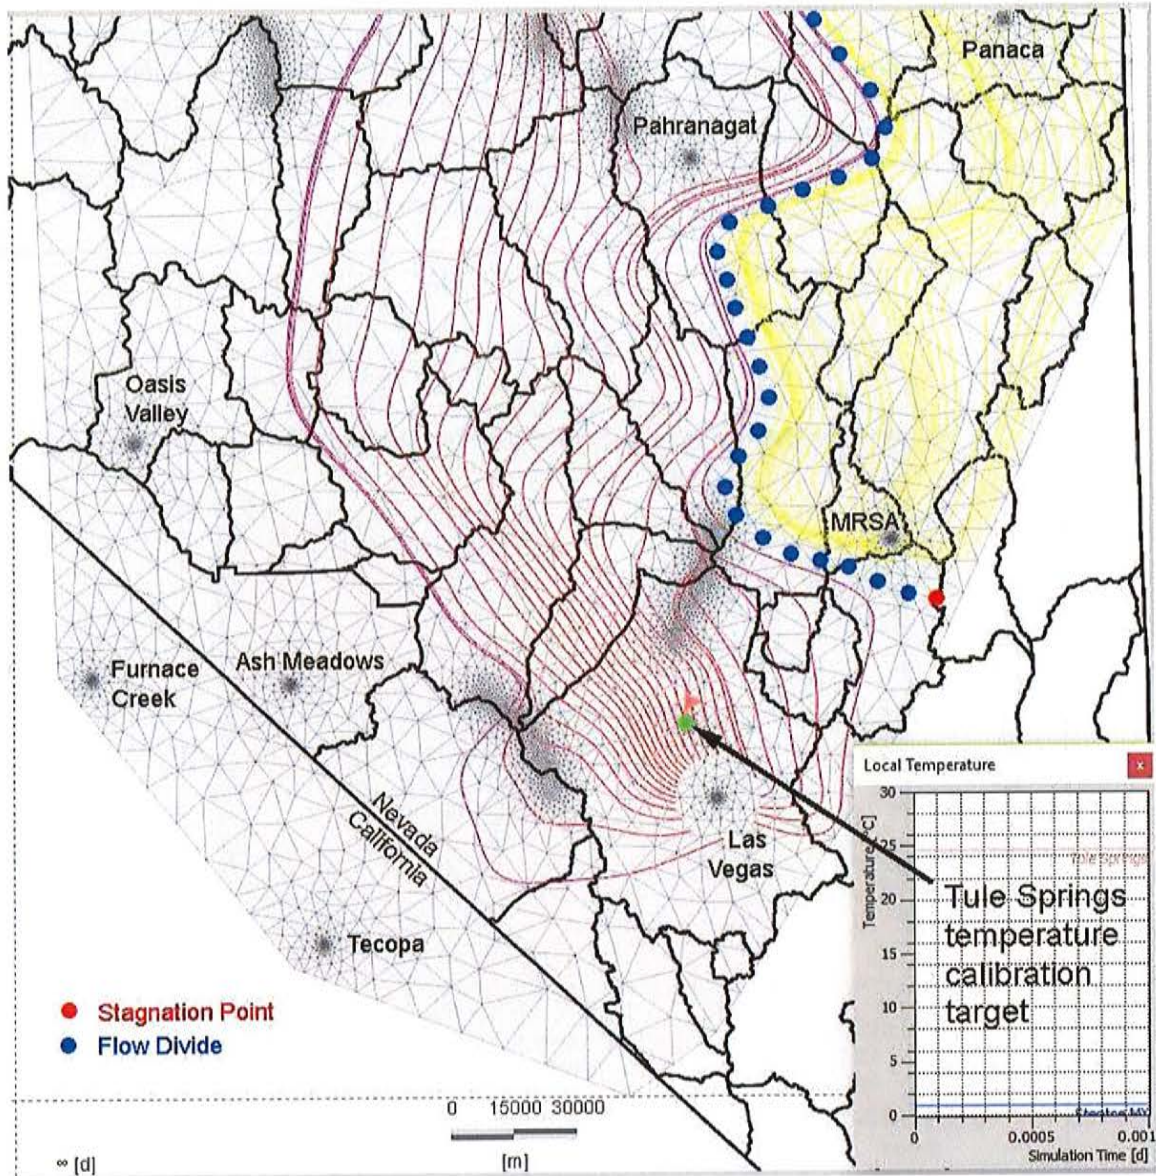 Panaca
Pahranagat
Oasis
Valley
MRSA
Furnace
Creek
Ash Meadows
Nevada
California
Las
Vegas
Tecopa
Stagnation Point
Flow Divide
0 15000 30000
[m]
∞ [d]
Local Temperature
x
30
25
20
15
10
5
0
Temperature [°C]
Tule Springs
Tule Springs
temperature
calibration
target
0 0.0005 0.001
Simulation Time [d]